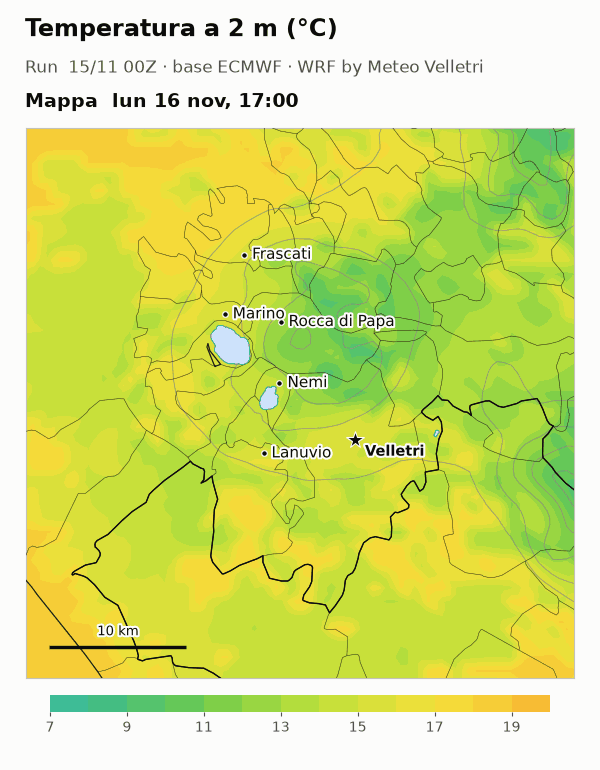 Temperatura a 2 m (°C)
Run  15/11 00Z · base ECMWF · WRF by Meteo Velletri
Mappa  lun 16 nov, 17:00
Frascati
Marino
Rocca di Papa
Nemi
Velletri
Lanuvio
10 km
7 9 11 13 15 17 19